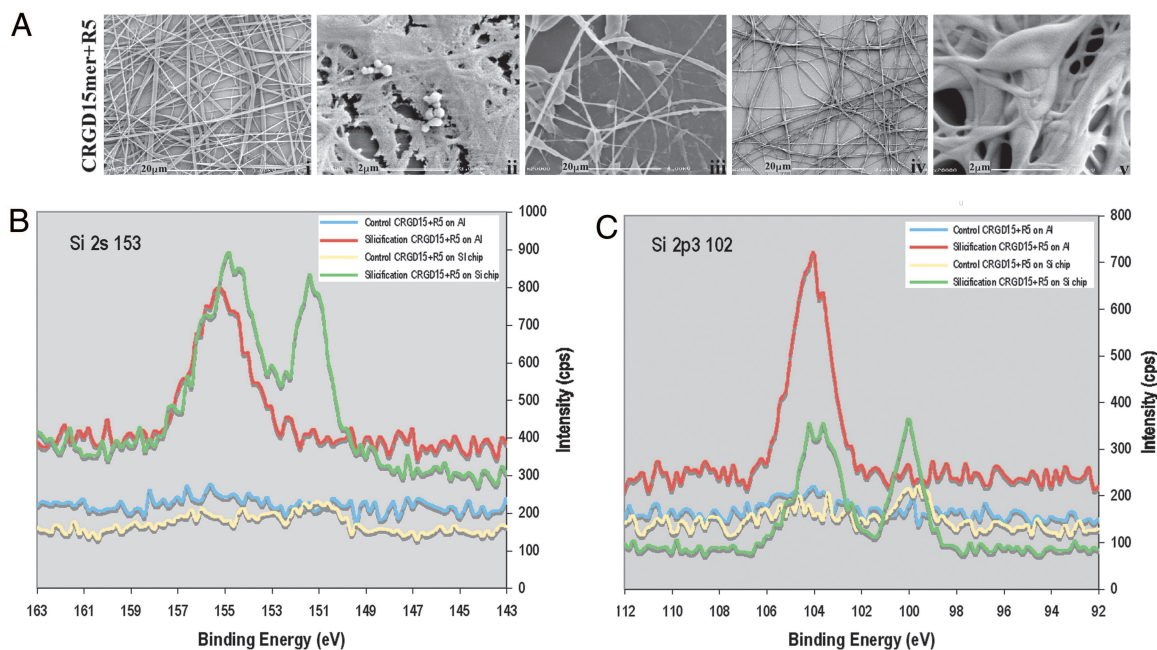 A
CRGD15mer+R5
20μm
i
2μm
ii
20μm
iii
20μm
iv
2μm
v
B
Si 2s 153
Control CRGD15+R5 on Al
Silicification CRGD15+R5 on Al
Control CRGD15+R5 on Si chip
Silicification CRGD15+R5 on Si chip
1000
900
800
700
600
500
400
300
200
100
0
Intensity (cps)
163 161 159 157 155 153 151 149 147 145 143
Binding Energy (eV)
C
Si 2p3 102
Control CRGD15+R5 on Al
Silicification CRGD15+R5 on Al
Control CRGD15+R5 on Si chip
Silicification CRGD15+R5 on Si chip
800
700
600
500
400
300
200
100
0
Intensity (cps)
112 110 108 106 104 102 100 98 96 94 92
Binding Energy (eV)